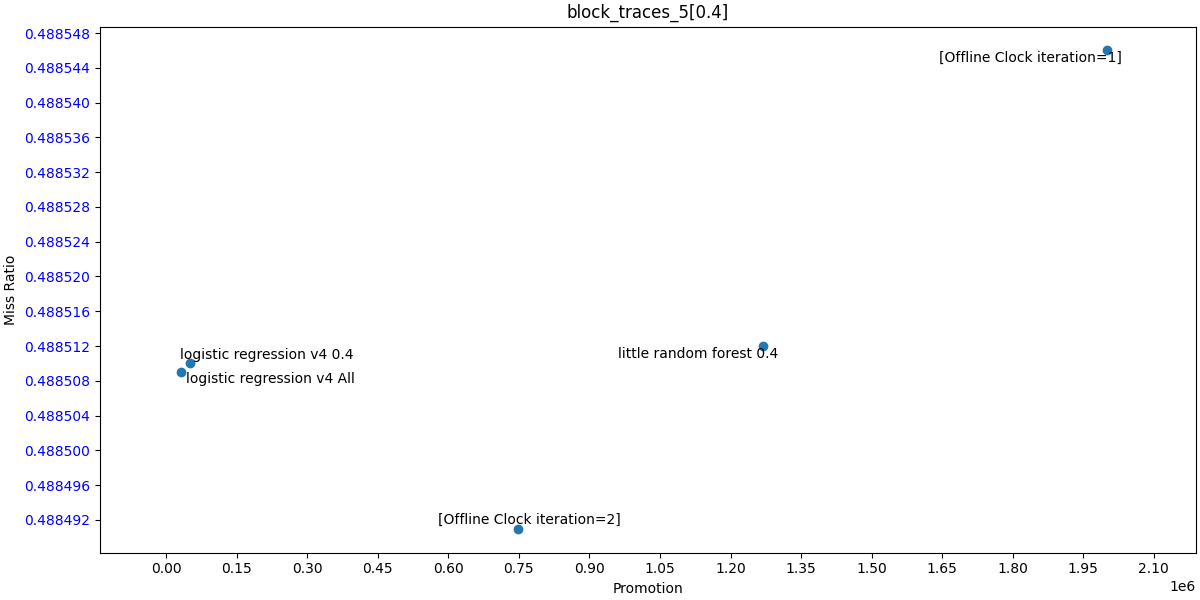 block_traces_5[0.4]
0.488548
0.488544
0.488540
0.488536
0.488532
0.488528
0.488524
0.488520
0.488516
0.488512
0.488508
0.488504
0.488500
0.488496
0.488492
Miss Ratio
[Offline Clock iteration=1]
logistic regression v4 0.4
little random forest 0.4
logistic regression v4 All
[Offline Clock iteration=2]
0.00 0.15 0.30 0.45 0.60 0.75 0.90 1.05 1.20 1.35 1.50 1.65 1.80 1.95 2.10
1e6
Promotion